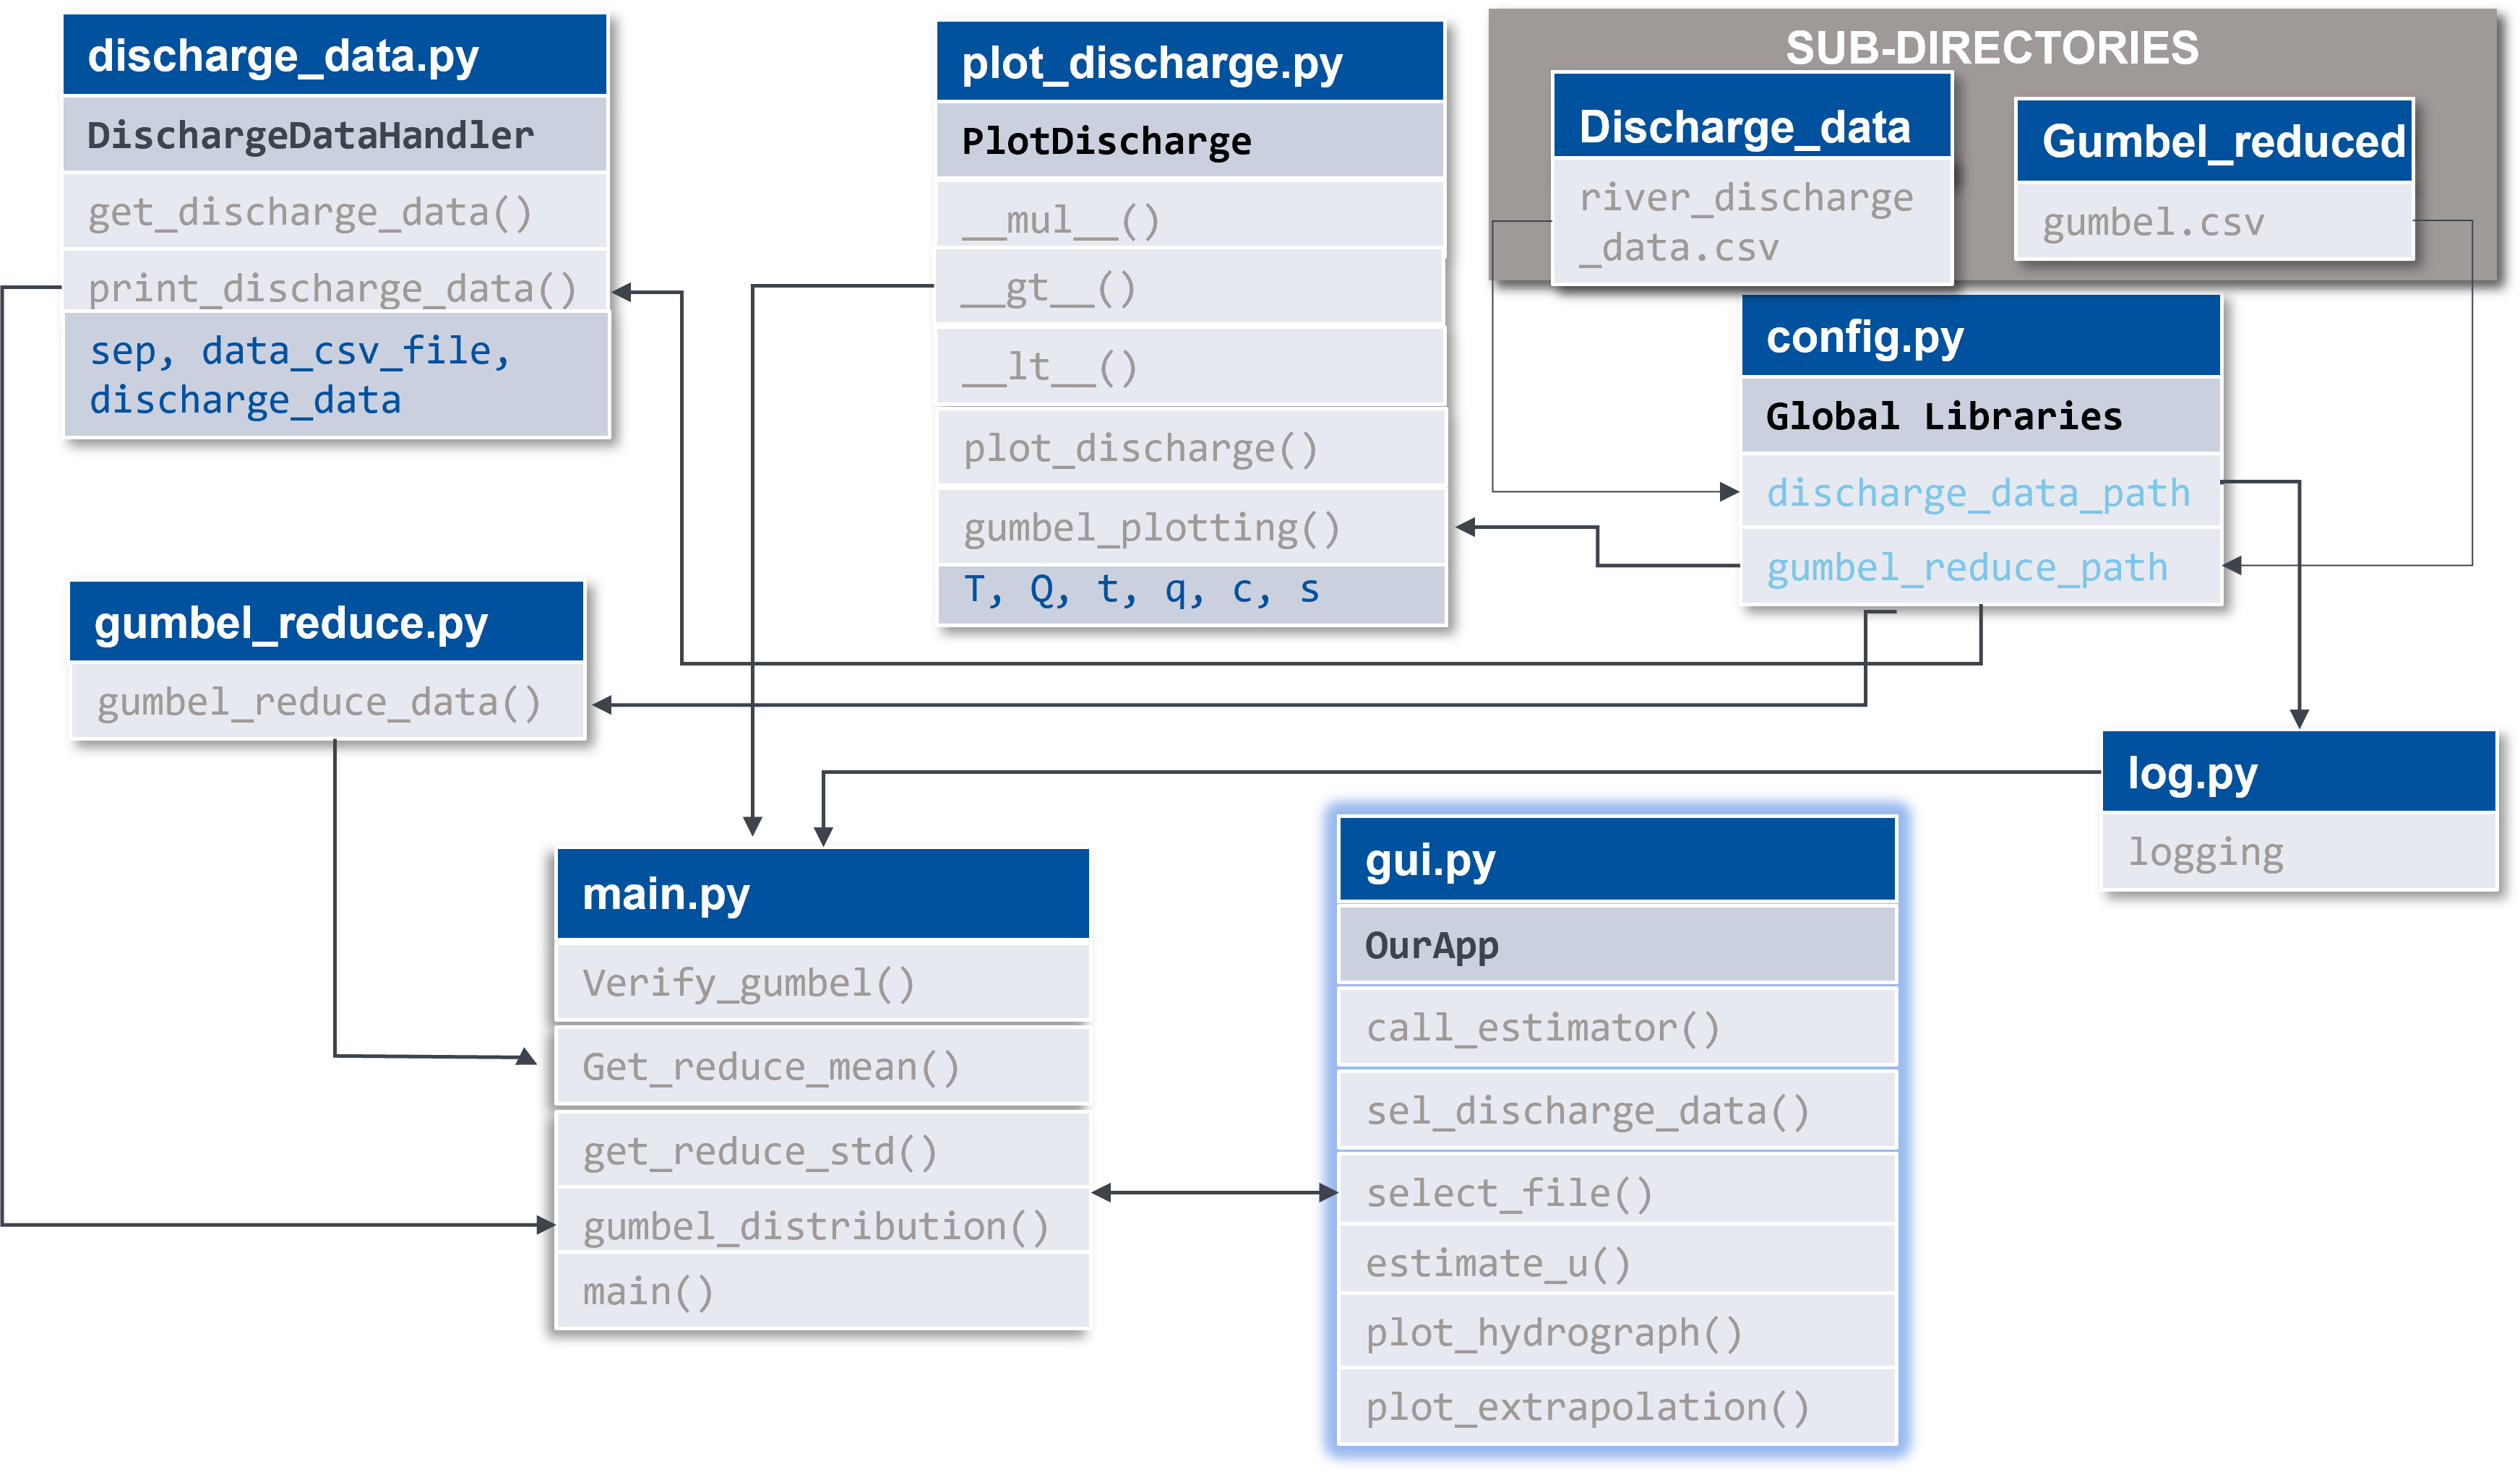 discharge_data.py
DischargeDataHandler
get_discharge_data()
print_discharge_data()
sep, data_csv_file,
discharge_data
plot_discharge.py
PlotDischarge
__mul__()
__gt__()
__lt__()
plot_discharge()
gumbel_plotting()
T, Q, t, q, c, s
SUB-DIRECTORIES
Discharge_data
river_discharge
_data.csv
Gumbel_reduced
gumbel.csv
config.py
Global Libraries
discharge_data_path
gumbel_reduce_path
gumbel_reduce.py
gumbel_reduce_data()
log.py
logging
main.py
Verify_gumbel()
Get_reduce_mean()
get_reduce_std()
gumbel_distribution()
main()
gui.py
OurApp
call_estimator()
sel_discharge_data()
select_file()
estimate_u()
plot_hydrograph()
plot_extrapolation()